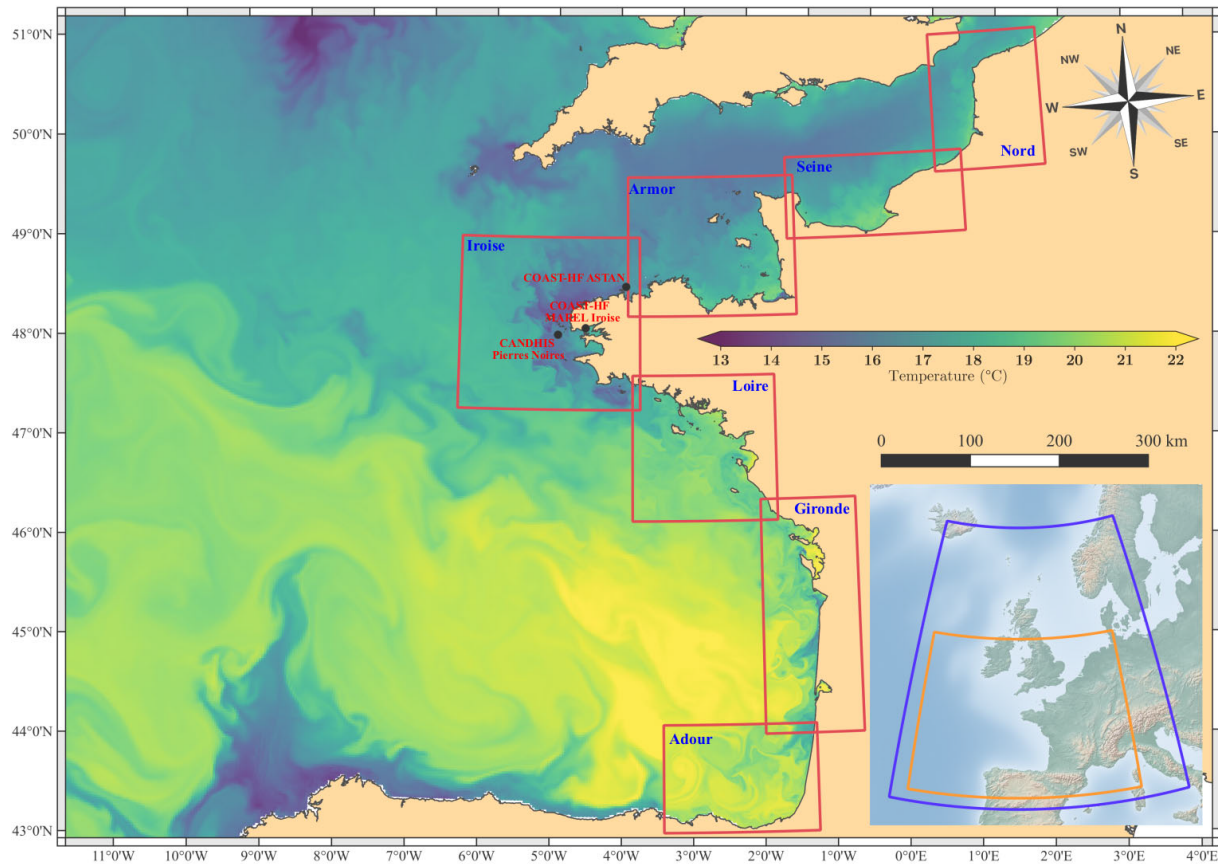 51°0'N
50°0'N
49°0'N
48°0'N
47°0'N
46°0'N
45°0'N
44°0'N
43°0'N
N
NE
E
SE
S
SW
W
NW
Nord
Seine
Armor
Iroise
COAST-HF ASTAN
COAST-HF
MAREL Iroise
CANDHIS
Pierres Noires
13 14 15 16 17 18 19 20 21 22
Temperature (°C)
Loire
0 100 200 300 km
Gironde
Adour
11°0'W 10°0'W 9°0'W 8°0'W 7°0'W 6°0'W 5°0'W 4°0'W 3°0'W 2°0'W 1°0'W 0°0'E 1°0'E 2°0'E 3°0'E 4°0'E